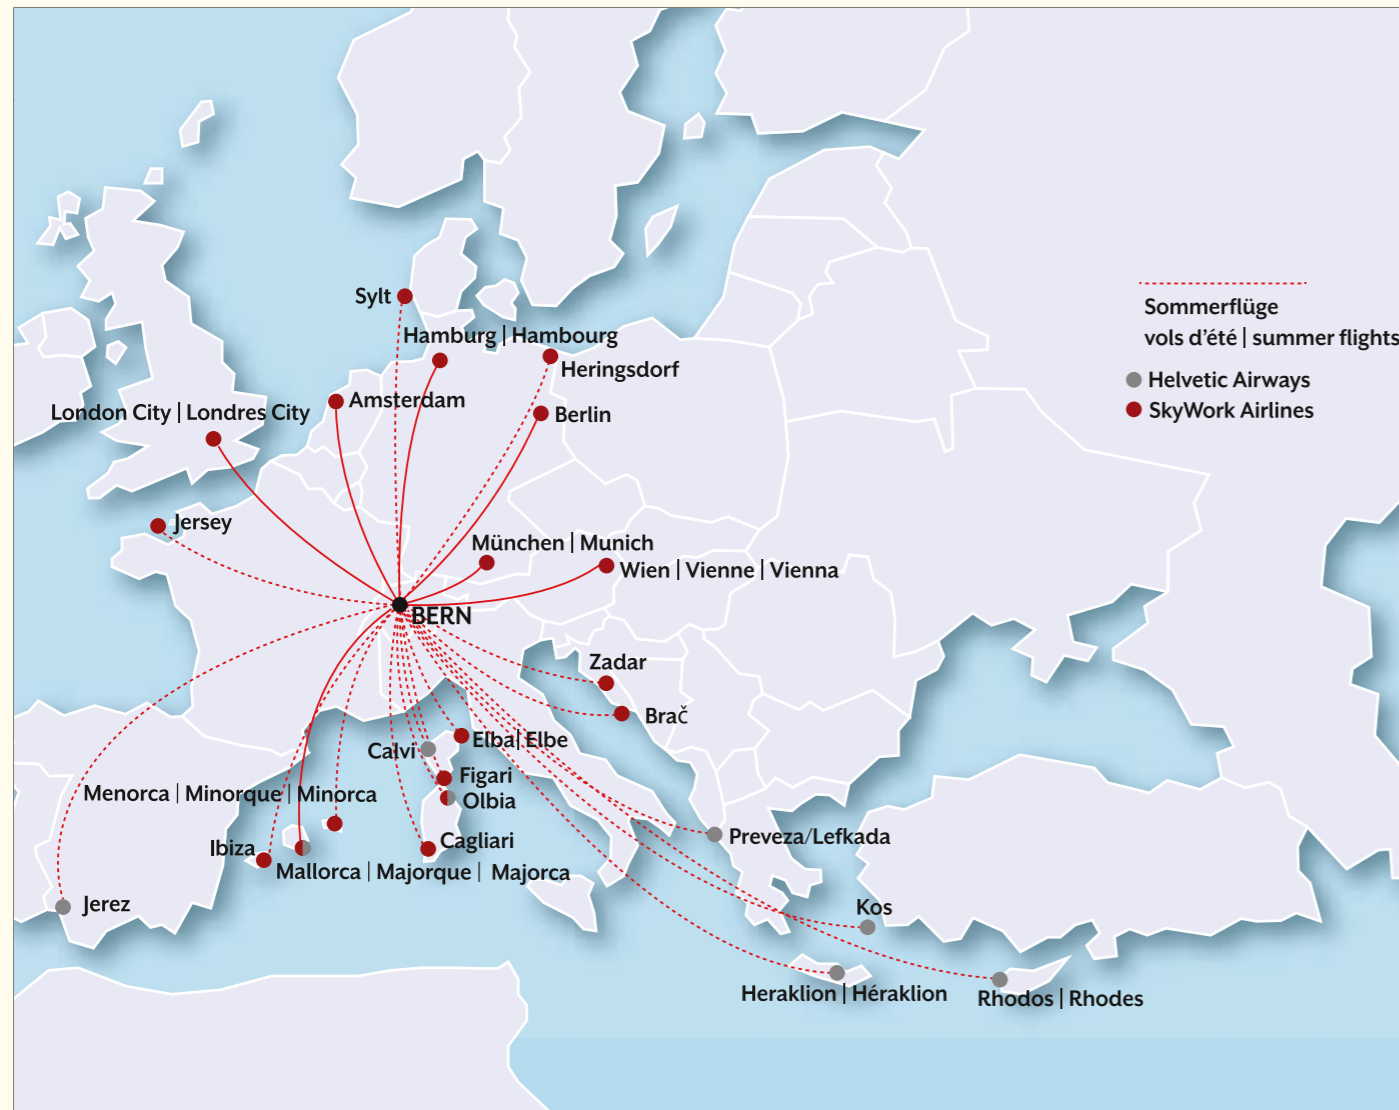 Sylt
Hamburg | Hambourg
Heringsdorf
Amsterdam
London City | Londres City
Berlin
Jersey
München | Munich
Wien | Vienne | Vienna
BERN
Zadar
Brač
Elba | Elbe
Calvi
Figari
Olbia
Menorca | Minorque | Minorca
Cagliari
Ibiza
Mallorca | Majorque | Majorca
Jerez
Preveza/Lefkada
Kos
Heraklion | Héraklion
Rhodos | Rhodes
Sommerflüge
vols d'été | summer flights
Helvetic Airways
SkyWork Airlines